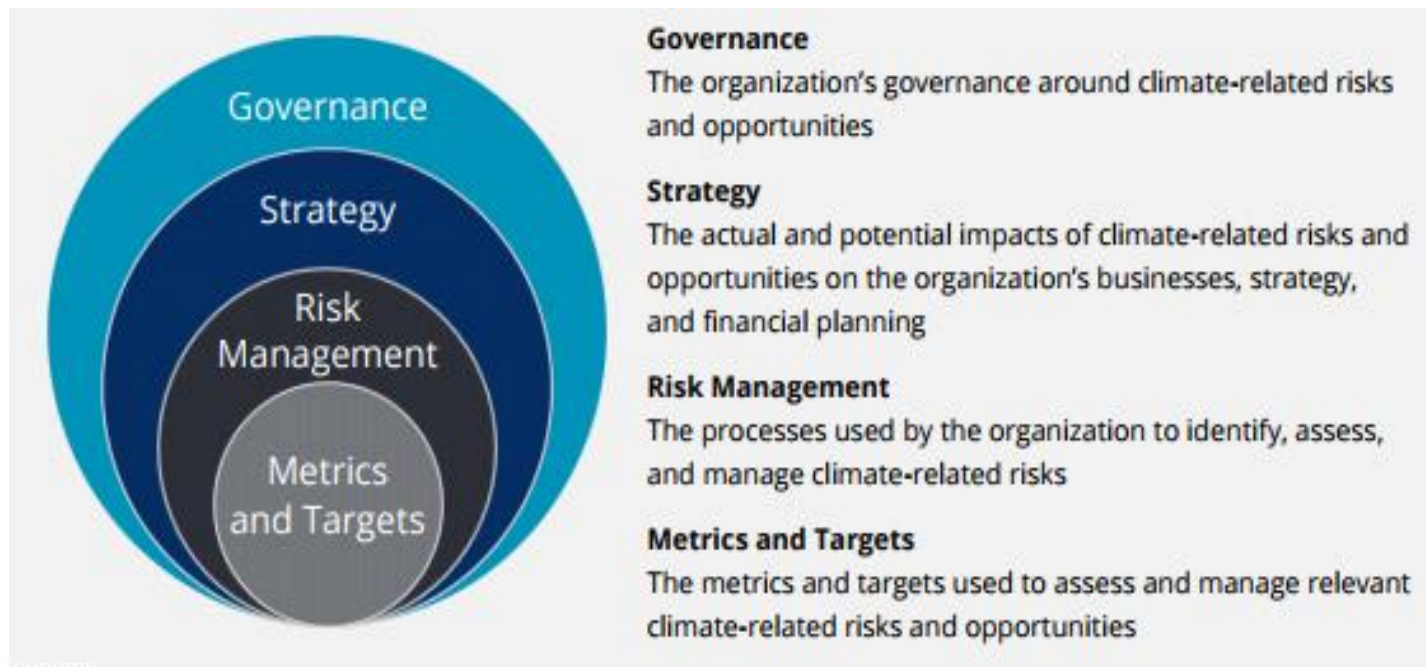 Governance
Strategy
Risk
Management
Metrics
and Targets
Governance
The organization's governance around climate-related risks
and opportunities
Strategy
The actual and potential impacts of climate-related risks and
opportunities on the organization's businesses, strategy,
and financial planning
Risk Management
The processes used by the organization to identify, assess,
and manage climate-related risks
Metrics and Targets
The metrics and targets used to assess and manage relevant
climate-related risks and opportunities